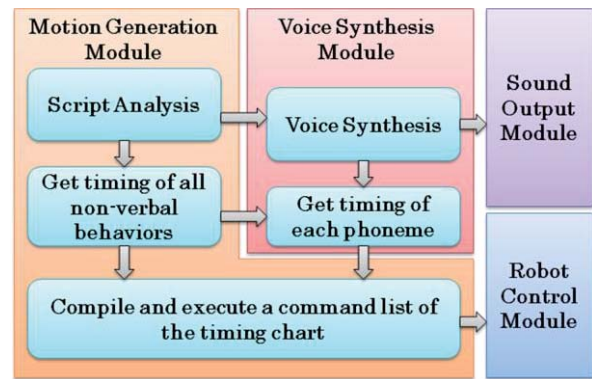 Motion Generation
Module
Voice Synthesis
Module
Sound
Output
Module
Script Analysis
Voice Synthesis
Get timing of all
non-verbal
behaviors
Get timing of
each phoneme
Compile and execute a command list of
the timing chart
Robot
Control
Module